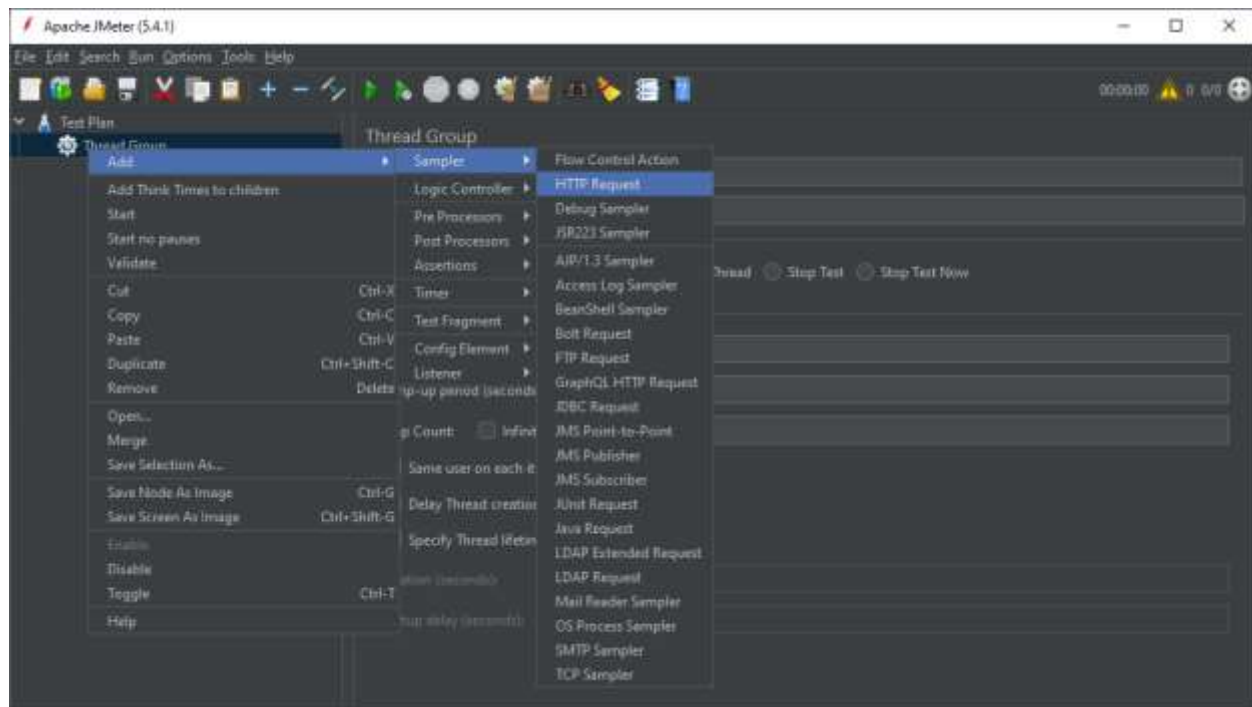 Apache JMeter (5.4.1)
File Edit Search Run Options Tools Help
00:00:00 0 0/0
Test Plan
Thread Group
Thread Group
Add
Add Think Times to children
Start
Start no pauses
Validate
Cut Ctrl-X
Copy Ctrl-C
Paste Ctrl-V
Duplicate Ctrl+Shift-C
Remove Delete
Open...
Merge
Save Selection As...
Save Node As Image Ctrl-G
Save Screen As Image Ctrl+Shift-G
Enable
Disable
Toggle Ctrl-T
Help
Sampler
Logic Controller
Pre Processors
Post Processors
Assertions
Timer
Test Fragment
Config Element
Listener
Flow Control Action
HTTP Request
Debug Sampler
JSR223 Sampler
AJP/1.3 Sampler
Access Log Sampler
BeanShell Sampler
Bolt Request
FTP Request
GraphQL HTTP Request
JDBC Request
JMS Point-to-Point
JMS Publisher
JMS Subscriber
JUnit Request
Java Request
LDAP Extended Request
LDAP Request
Mail Reader Sampler
OS Process Sampler
SMTP Sampler
TCP Sampler
Stop Test Stop Test Now
period (seconds
Count: Infinit
Same user on each
Delay Thread creation
Specify Thread lifetim
(seconds)
delay (seconds)